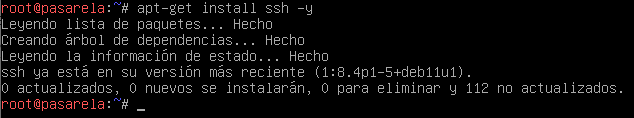 root@pasarela:~# apt-get install ssh -y
Leyendo lista de paquetes... Hecho
Creando árbol de dependencias... Hecho
Leyendo la información de estado... Hecho
ssh ya está en su versión más reciente (1:8.4p1-5+deb11u1).
0 actualizados, 0 nuevos se instalarán, 0 para eliminar y 112 no actualizados.
root@pasarela:~# _